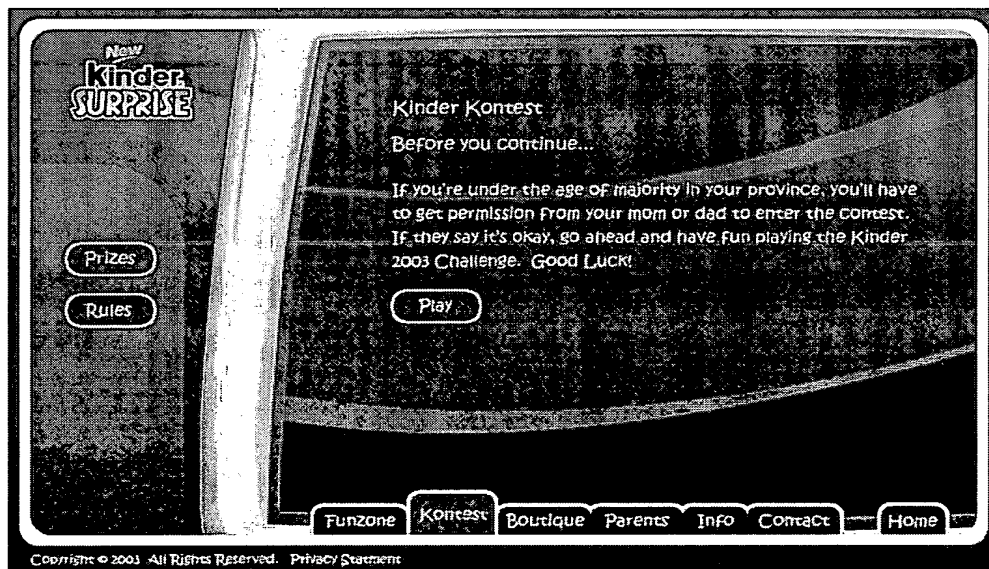 New
Kinder
SURPRISE
Kinder Kontest
Before you continue...
If you're under the age of majority in your province, you'll have
to get permission from your mom or dad to enter the contest.
If they say it's okay, go ahead and have fun playing the Kinder
2003 Challenge. Good Luck!
Prizes
Rules
Play
Funzone
Kontest
Boutique
Parents
Info
Contact
Home
Copyright © 2003 All Rights Reserved. Privacy Statment